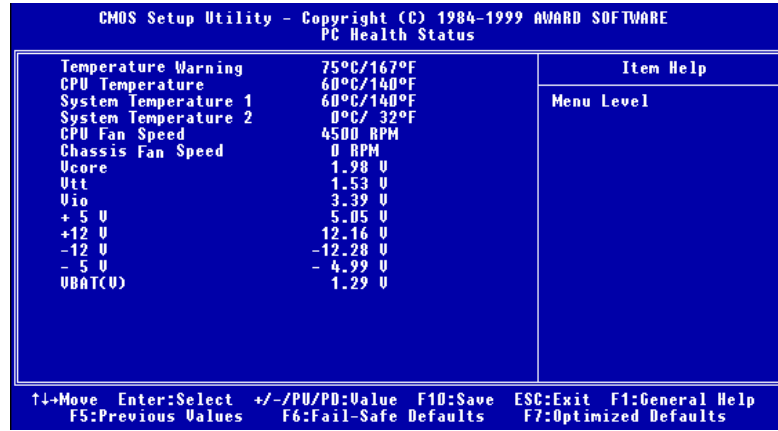 CMOS Setup Utility - Copyright (C) 1984-1999 AWARD SOFTWARE
PC Health Status
Temperature Warning 75°C/167°F
CPU Temperature 60°C/140°F
System Temperature 1 60°C/140°F
System Temperature 2 0°C/ 32°F
CPU Fan Speed 4500 RPM
Chassis Fan Speed 0 RPM
Vcore 1.98 V
Vtt 1.53 V
Vio 3.39 V
+ 5 V 5.05 V
+12 V 12.16 V
-12 V -12.28 V
- 5 V - 4.99 V
VBAT(V) 1.29 V
Item Help
Menu Level
↑↓→Move Enter:Select +/-/PU/PD:Value F10:Save ESC:Exit F1:General Help
F5:Previous Values F6:Fail-Safe Defaults F7:Optimized Defaults